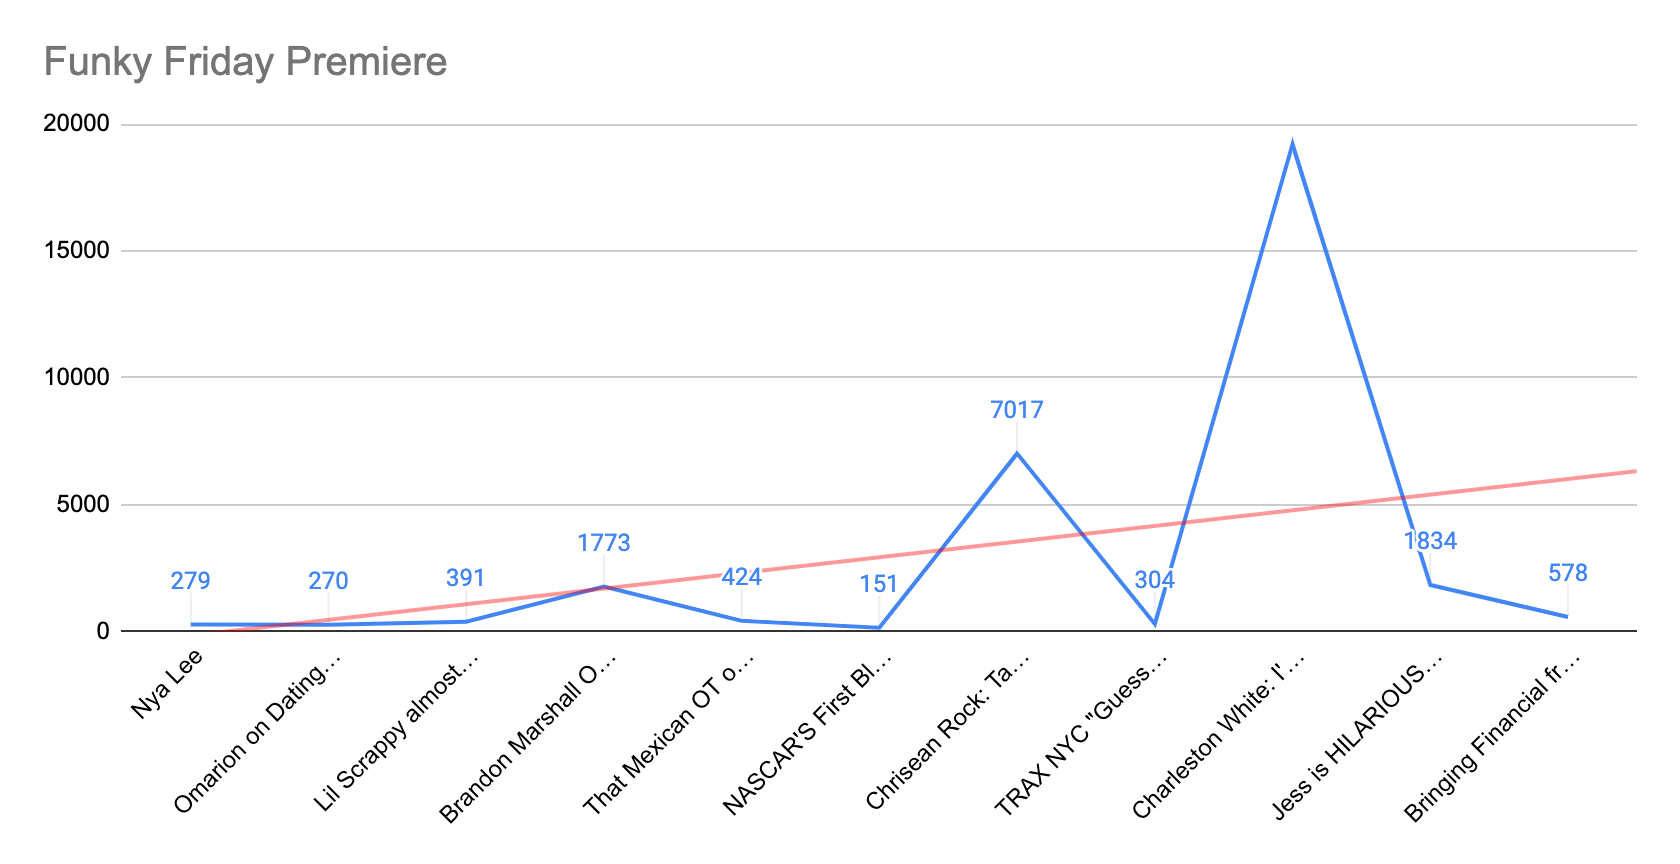 Funky Friday Premiere
20000
15000
10000
5000
0
279
270
391
1773
424
151
7017
304
1834
578
Nya Lee
Omarion on Dating...
Lil Scrappy almost...
Brandon Marshall O...
That Mexican OT o...
NASCAR'S First Bl...
Chrisean Rock: Ta...
TRAX NYC "Guess...
Charleston White: I'...
Jess is HILARIOUS...
Bringing Financial fr...